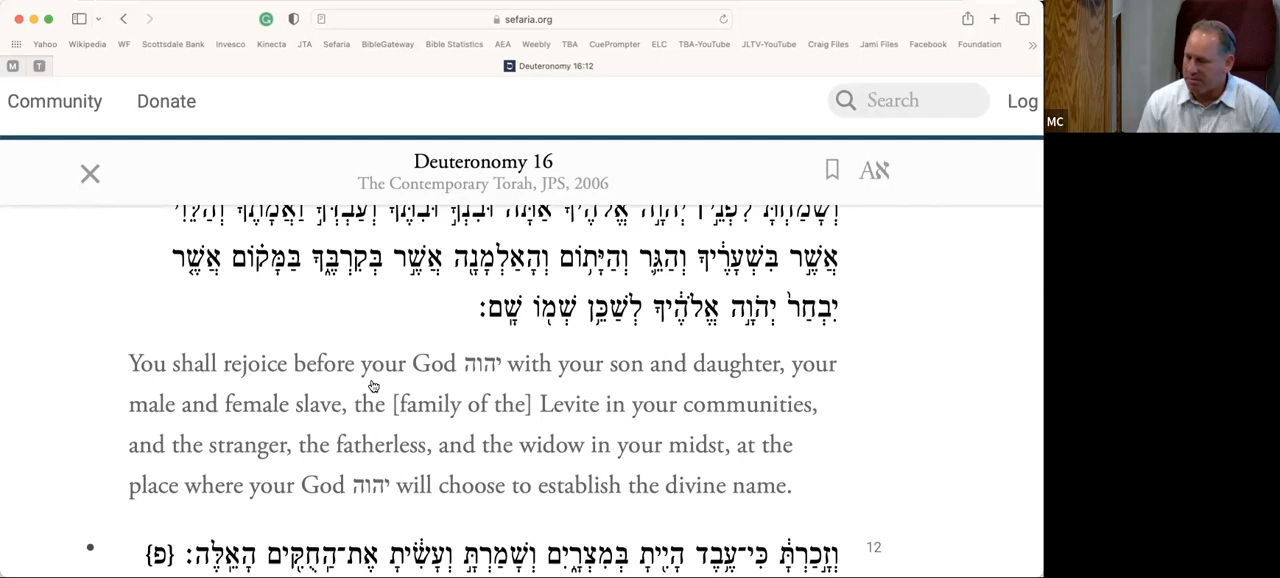 sefaria.org
Yahoo Wikipedia WF Scottsdale Bank Invesco Kinecta JTA Sefaria BibleGateway Bible Statistics AEA Weebly TBA CuePrompter ELC TBA-YouTube JLTV-YouTube Craig Files Jami Files Facebook Foundation
M T Deuteronomy 16:12
Community Donate Search Log
MC
Deuteronomy 16
The Contemporary Torah, JPS, 2006
Aא
וְשָׂמַחְתָּ֞ לִפְנֵ֣י ׀ יְהֹוָ֣ה אֱלֹהֶ֗יךָ אַתָּ֨ה וּבִנְךָ֣ וּבִתֶּךָ֮ וְעַבְדְּךָ֣ וַאֲמָתֶךָ֒ וְהַלֵּוִי֙
אֲשֶׁ֣ר בִּשְׁעָרֶ֔יךָ וְהַגֵּ֛ר וְהַיָּת֥וֹם וְהָאַלְמָנָ֖ה אֲשֶׁ֣ר בְּקִרְבֶּ֑ךָ בַּמָּק֗וֹם אֲשֶׁ֤ר
יִבְחַר֙ יְהֹוָ֣ה אֱלֹהֶ֔יךָ לְשַׁכֵּ֥ן שְׁמ֖וֹ שָֽׁם׃
You shall rejoice before your God יהוה with your son and daughter, your
male and female slave, the [family of the] Levite in your communities,
and the stranger, the fatherless, and the widow in your midst, at the
place where your God יהוה will choose to establish the divine name.
וְזָ֣כַרְתָּ֔ כִּי־עֶ֥בֶד הָיִ֖יתָ בְּמִצְרָ֑יִם וְשָׁמַרְתָּ֣ וְעָשִׂ֔יתָ אֶת־הַֽחֻקִּ֖ים הָאֵֽלֶּה׃ {פ}
12